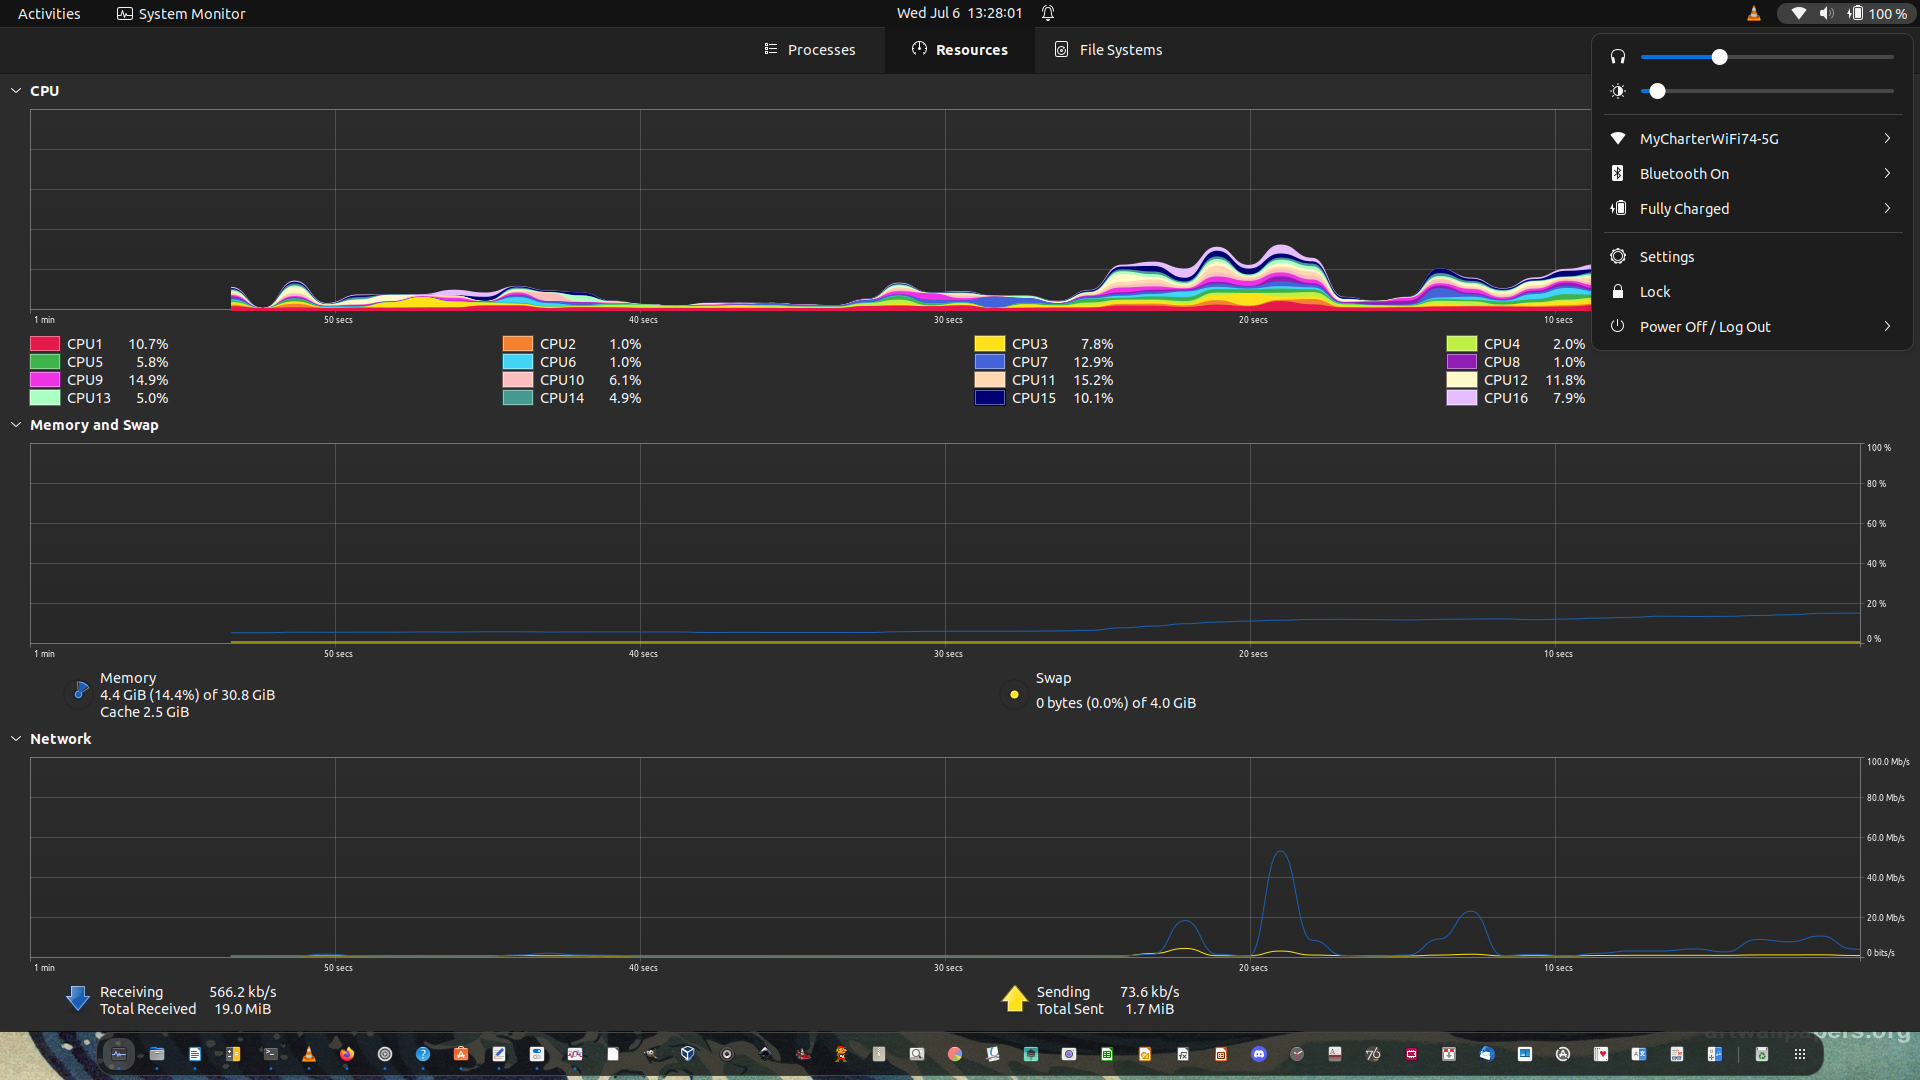 Activities
System Monitor
Wed Jul 6 13:28:01
100 %
Processes
Resources
File Systems
MyCharterWiFi74-5G
Bluetooth On
Fully Charged
Settings
Lock
Power Off / Log Out
CPU
1 min 50 secs 40 secs 30 secs 20 secs 10 secs
CPU1 10.7% CPU2 1.0% CPU3 7.8% CPU4 2.0%
CPU5 5.8% CPU6 1.0% CPU7 12.9% CPU8 1.0%
CPU9 14.9% CPU10 6.1% CPU11 15.2% CPU12 11.8%
CPU13 5.0% CPU14 4.9% CPU15 10.1% CPU16 7.9%
Memory and Swap
100 %
80 %
60 %
40 %
20 %
0 %
1 min 50 secs 40 secs 30 secs 20 secs 10 secs
Memory
4.4 GiB (14.4%) of 30.8 GiB
Cache 2.5 GiB
Swap
0 bytes (0.0%) of 4.0 GiB
Network
100.0 Mb/s
80.0 Mb/s
60.0 Mb/s
40.0 Mb/s
20.0 Mb/s
0 bits/s
1 min 50 secs 40 secs 30 secs 20 secs 10 secs
Receiving 566.2 kb/s
Total Received 19.0 MiB
Sending 73.6 kb/s
Total Sent 1.7 MiB
artwallpapers.org